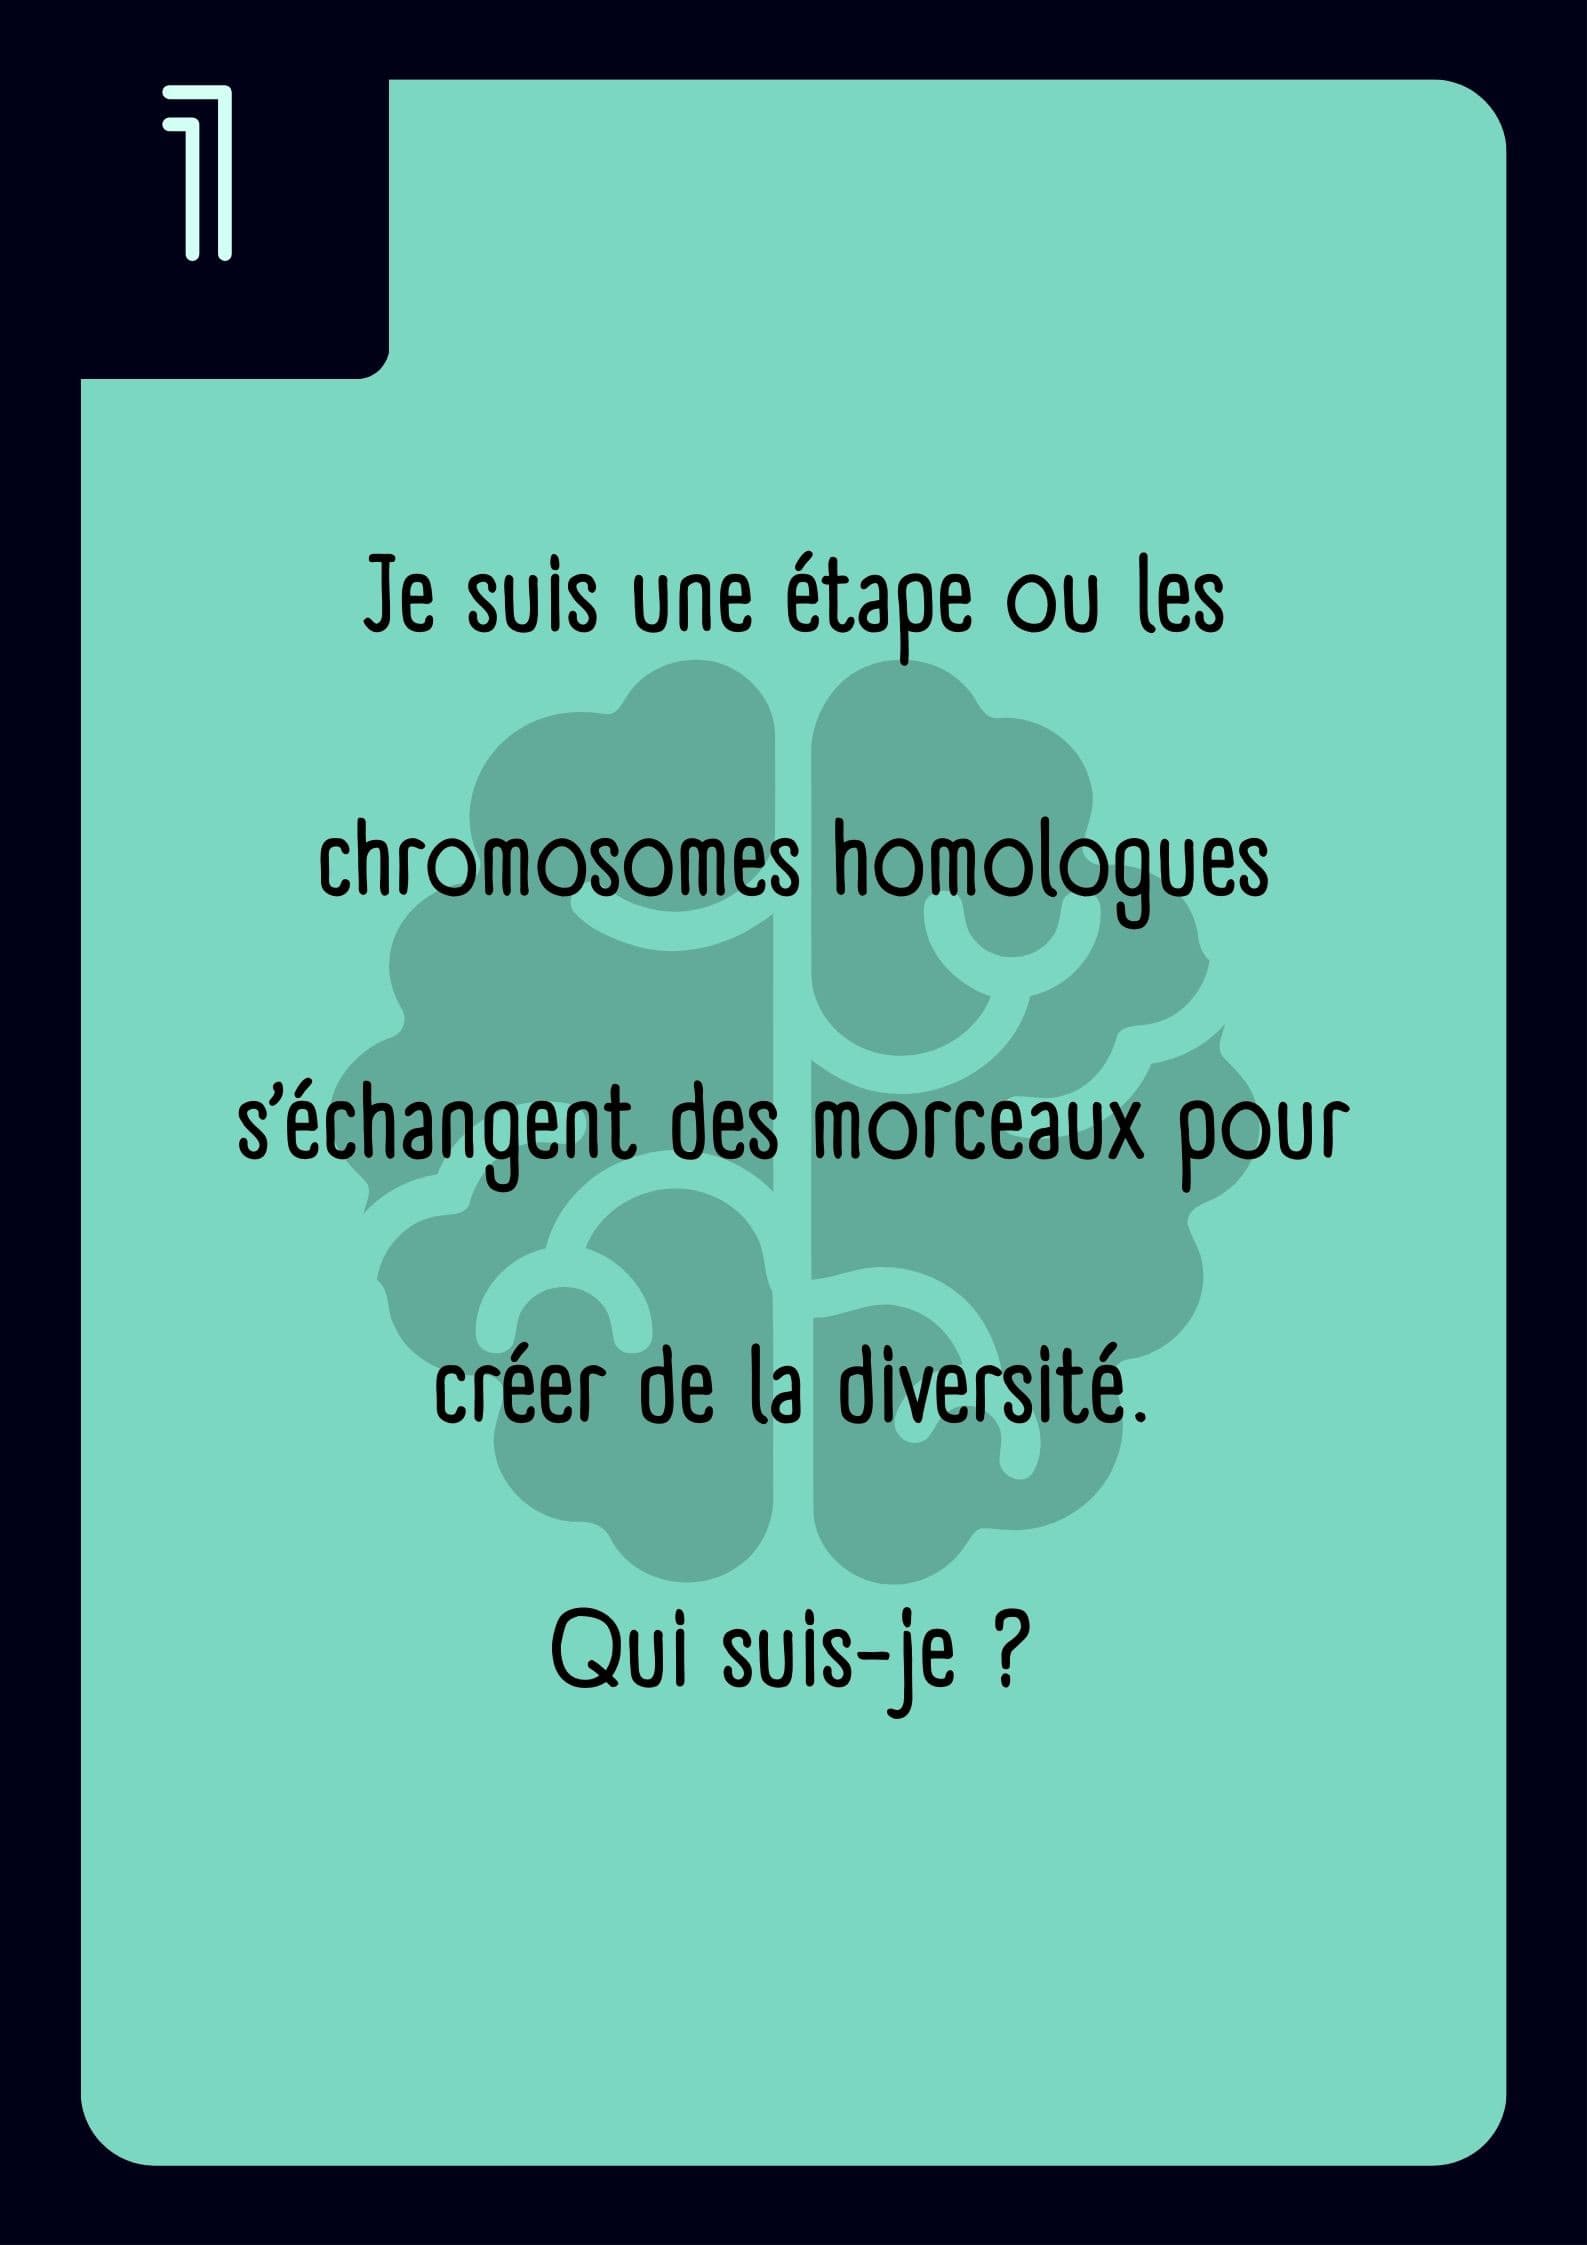 1
Je suis une étape ou les
chromosomes homologues
s'échangent des morceaux pour
créer de la diversité.
Qui suis-je ?